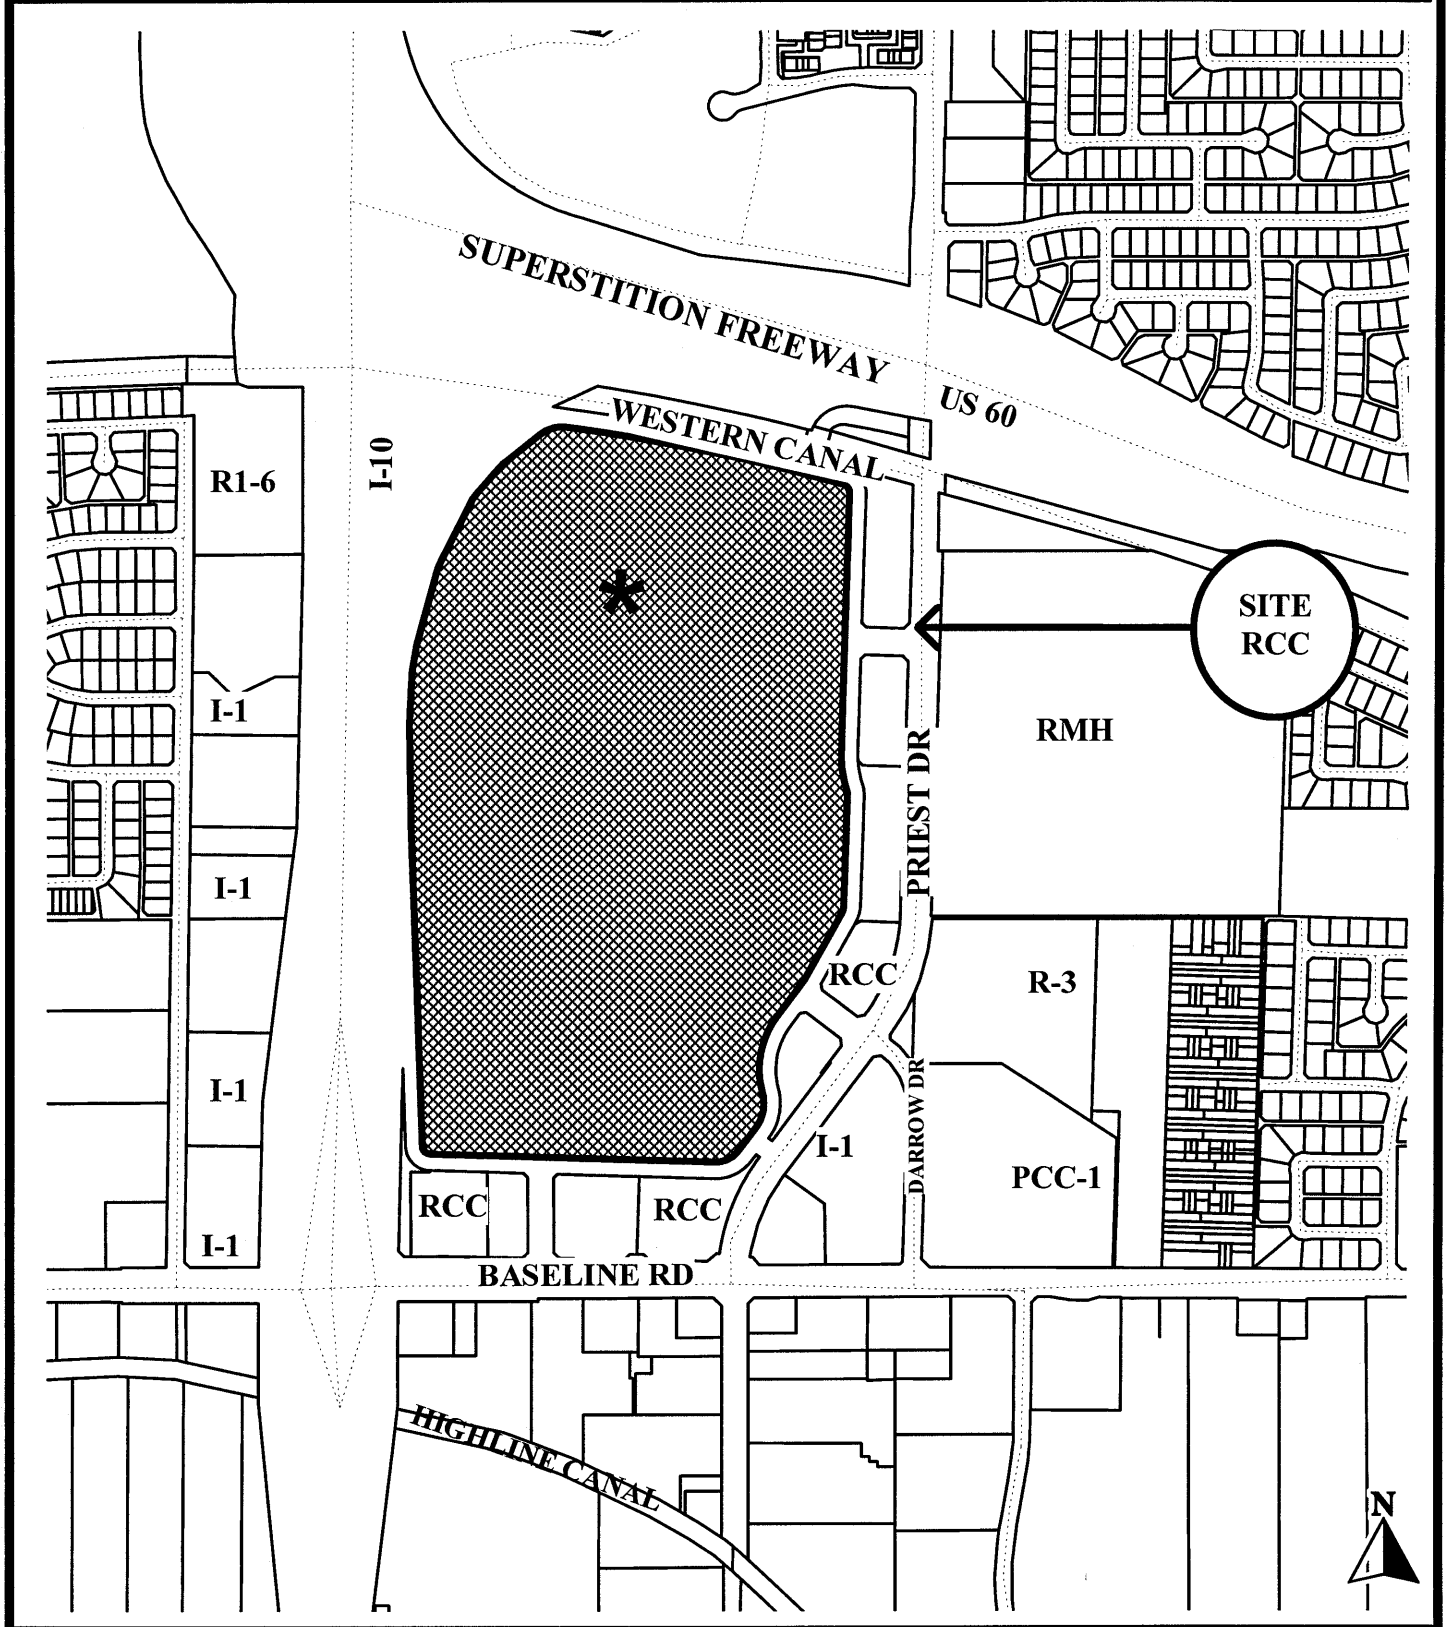 SUPERSTITION FREEWAY
US 60
WESTERN CANAL
I-10
R1-6
*
SITE
RCC
I-1
RMH
PRIEST DR
I-1
RCC
R-3
I-1
DARROW DR
I-1
PCC-1
RCC
RCC
I-1
BASELINE RD
HIGHLINE CANAL
N